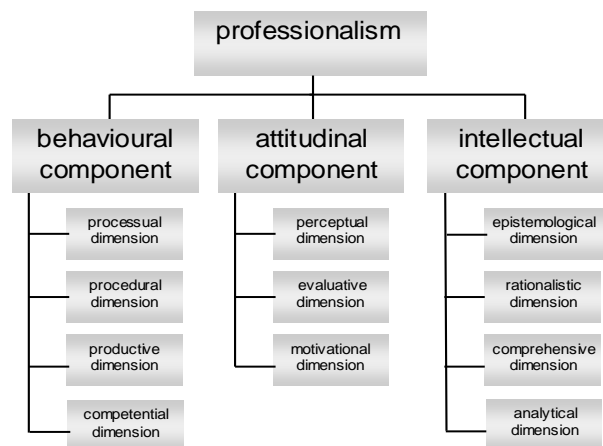 professionalism
behavioural
component
processual
dimension
procedural
dimension
productive
dimension
competential
dimension
attitudinal
component
perceptual
dimension
evaluative
dimension
motivational
dimension
intellectual
component
epistemological
dimension
rationalistic
dimension
comprehensive
dimension
analytical
dimension